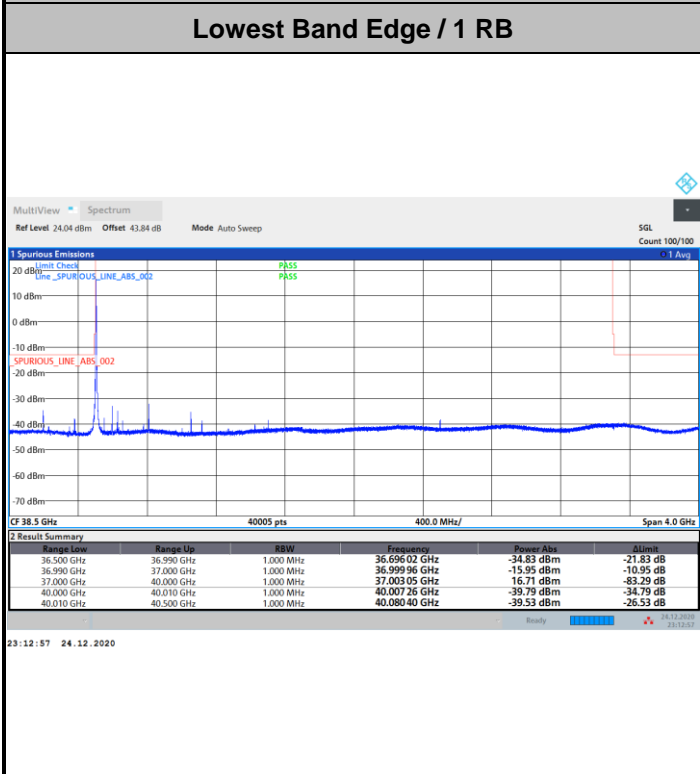 Lowest Band Edge / 1 RB
MultiView Spectrum
Ref Level 24.04 dBm Offset 43.84 dB Mode Auto Sweep SGL
Count 100/100
1 Spurious Emissions 1 Avg
Limit Check PASS
20 dBm
Line _SPURIOUS_LINE_ABS_002 PASS
10 dBm
0 dBm
-10 dBm
_SPURIOUS_LINE_ABS_002
-20 dBm
-30 dBm
-40 dBm
-50 dBm
-60 dBm
-70 dBm
CF 38.5 GHz 40005 pts 400.0 MHz/ Span 4.0 GHz
2 Result Summary
Range Low Range Up RBW Frequency Power Abs ΔLimit
36.500 GHz 36.990 GHz 1.000 MHz 36.696 02 GHz -34.83 dBm -21.83 dB
36.990 GHz 37.000 GHz 1.000 MHz 36.999 96 GHz -15.95 dBm -10.95 dB
37.000 GHz 40.000 GHz 1.000 MHz 37.003 05 GHz 16.71 dBm -83.29 dB
40.000 GHz 40.010 GHz 1.000 MHz 40.007 26 GHz -39.79 dBm -34.79 dB
40.010 GHz 40.500 GHz 1.000 MHz 40.080 40 GHz -39.53 dBm -26.53 dB
Ready 24.12.2020
23:12:57
23:12:57 24.12.2020